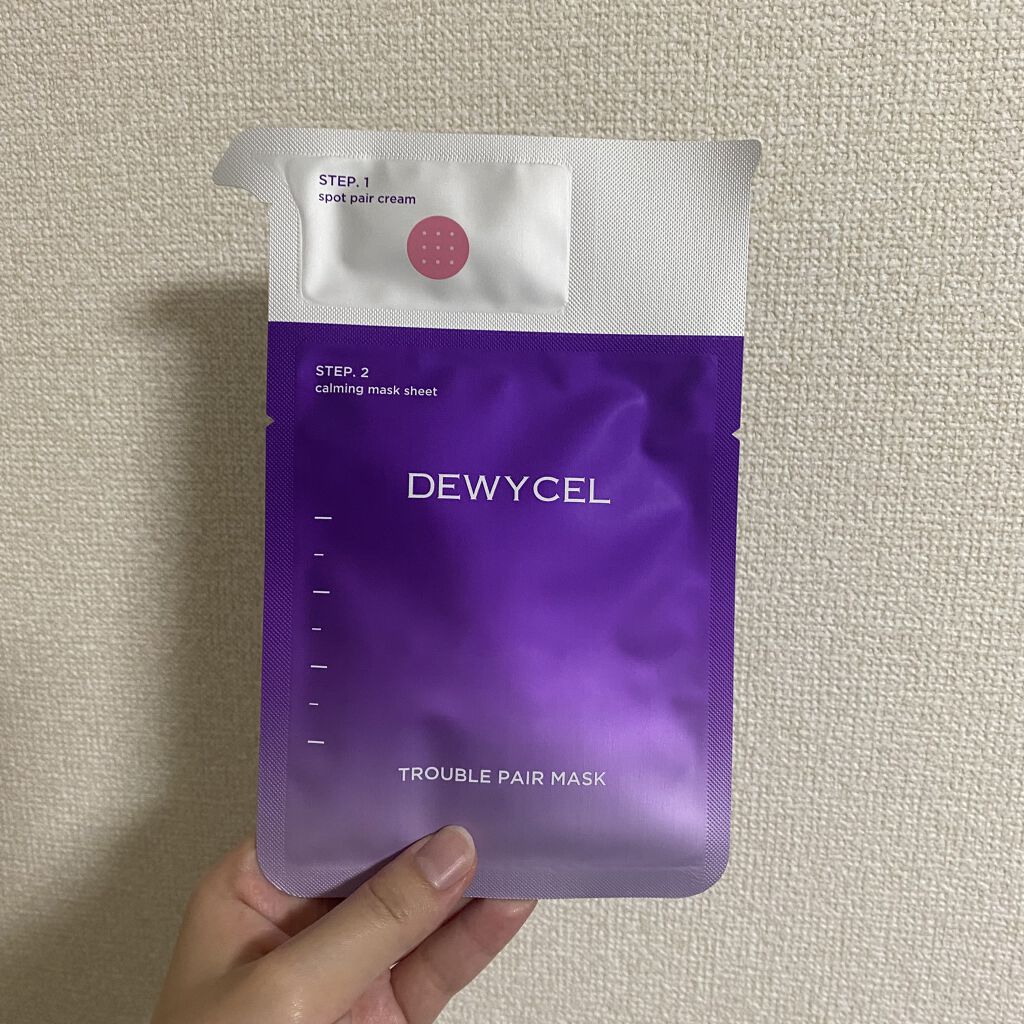 STEP. 1
spot pair cream
STEP. 2
calming mask sheet
DEWYCEL
TROUBLE PAIR MASK